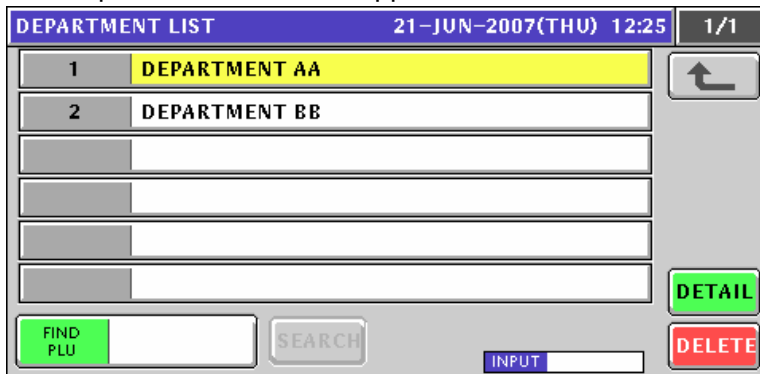 DEPARTMENT LIST 21-JUN-2007(THU) 12:25 1/1
1 DEPARTMENT AA
2 DEPARTMENT BB
DETAIL
FIND
PLU
SEARCH
DELETE
INPUT